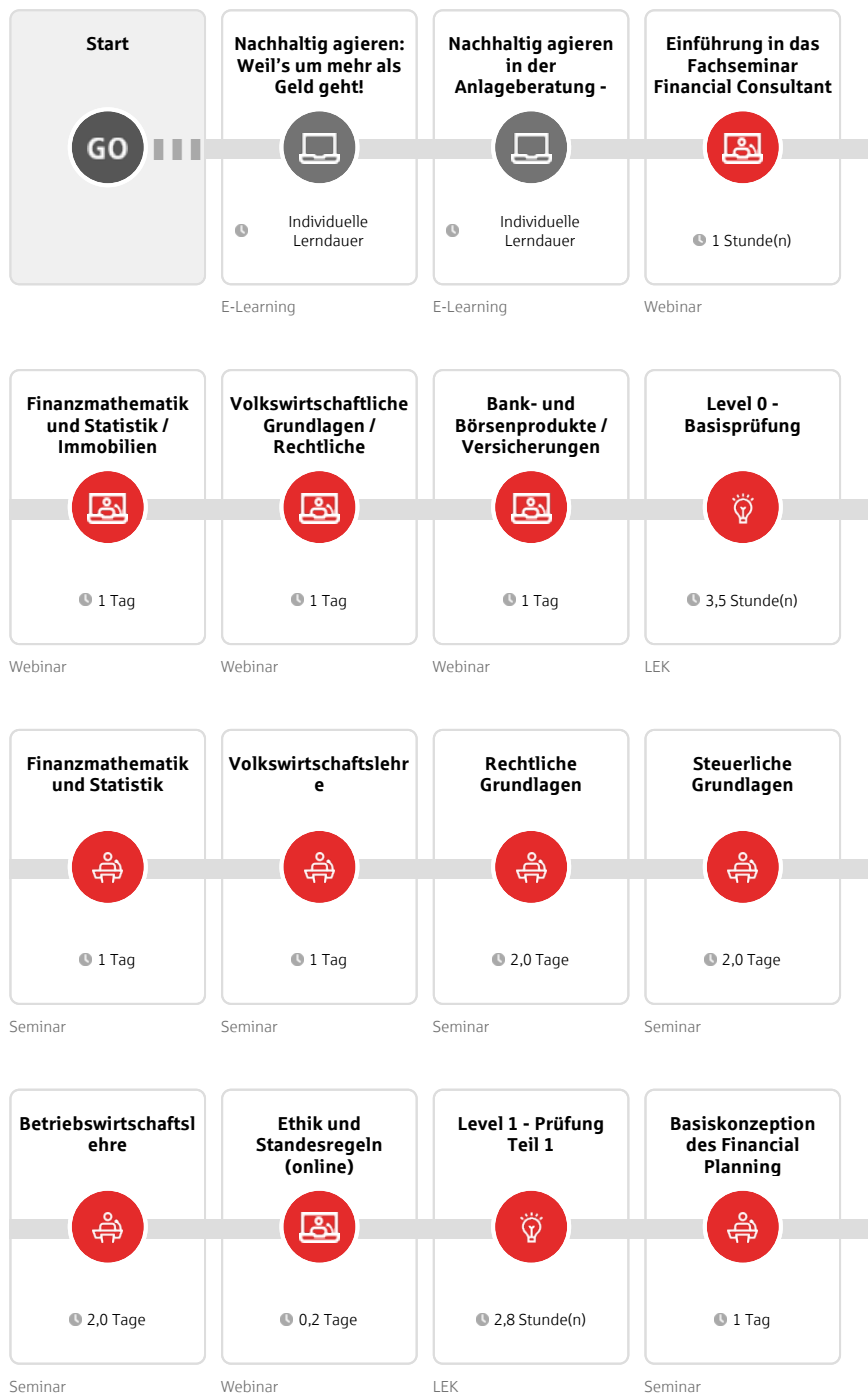 Start
GO
Nachhaltig agieren:
Weil's um mehr als
Geld geht!
Individuelle
Lerndauer
E-Learning
Nachhaltig agieren
in der
Anlageberatung -
Individuelle
Lerndauer
E-Learning
Einführung in das
Fachseminar
Financial Consultant
1 Stunde(n)
Webinar
Finanzmathematik
und Statistik /
Immobilien
1 Tag
Webinar
Volkswirtschaftliche
Grundlagen /
Rechtliche
1 Tag
Webinar
Bank- und
Börsenprodukte /
Versicherungen
1 Tag
Webinar
Level 0 -
Basisprüfung
3,5 Stunde(n)
LEK
Finanzmathematik
und Statistik
1 Tag
Seminar
Volkswirtschaftslehr
e
1 Tag
Seminar
Rechtliche
Grundlagen
2,0 Tage
Seminar
Steuerliche
Grundlagen
2,0 Tage
Seminar
Betriebswirtschaftsl
ehre
2,0 Tage
Seminar
Ethik und
Standesregeln
(online)
0,2 Tage
Webinar
Level 1 - Prüfung
Teil 1
2,8 Stunde(n)
LEK
Basiskonzeption
des Financial
Planning
1 Tag
Seminar